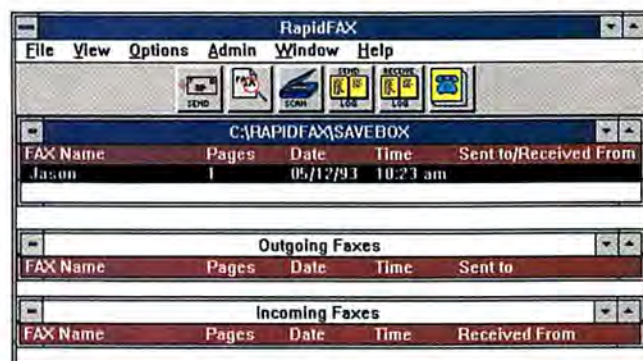 RapidFAX
File View Options Admin Window Help
SEND FAX SCAN SEND LOG RECEIVE LOG
C:\RAPIDFAX\SAVEBOX
FAX Name Pages Date Time Sent to/Received From
Jason 1 05/12/93 10:23 am
Outgoing Faxes
FAX Name Pages Date Time Sent to
Incoming Faxes
FAX Name Pages Date Time Received From